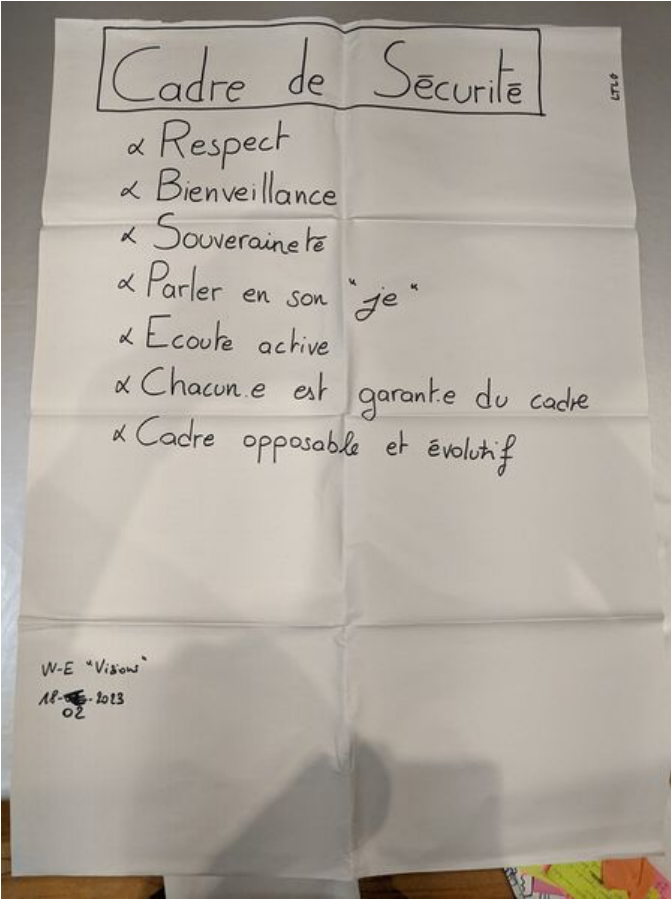 Cadre de Sécurité
LTLO
α Respect
α Bienveillance
α Souveraineté
α Parler en son "je"
α Ecoute active
α Chacun.e est garant.e du cadre
α Cadre opposable et évolutif
W-E "Visions"
18- -2023
02